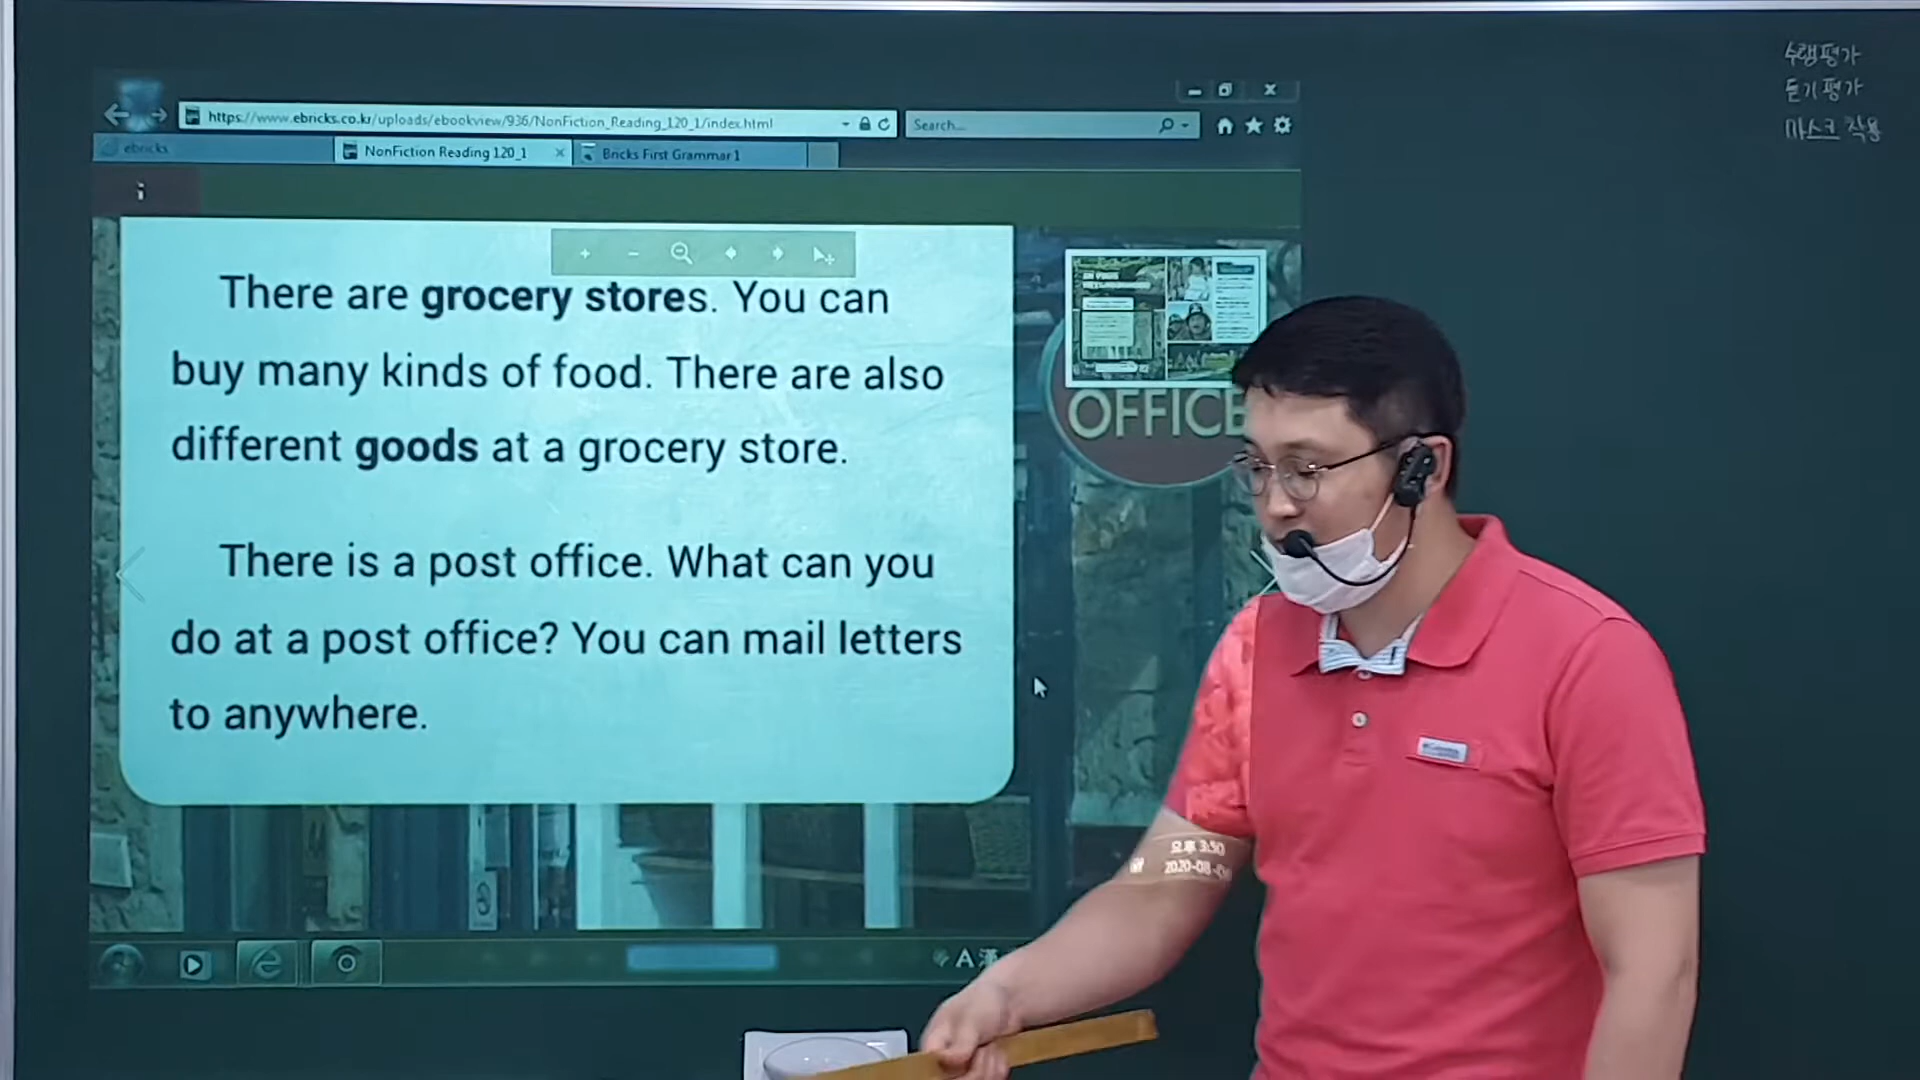 수행평가
듣기평가
마스크 착용
https://www.ebricks.co.kr/uploads/ebookview/936/NonFiction_Reading_120_1/index.html
Search...
ebricks
NonFiction Reading 120_1
Bricks First Grammar 1
There are grocery stores. You can
buy many kinds of food. There are also
different goods at a grocery store.
There is a post office. What can you
do at a post office? You can mail letters
to anywhere.
OFFICE
오후 3:50
2020-08-
A 漢